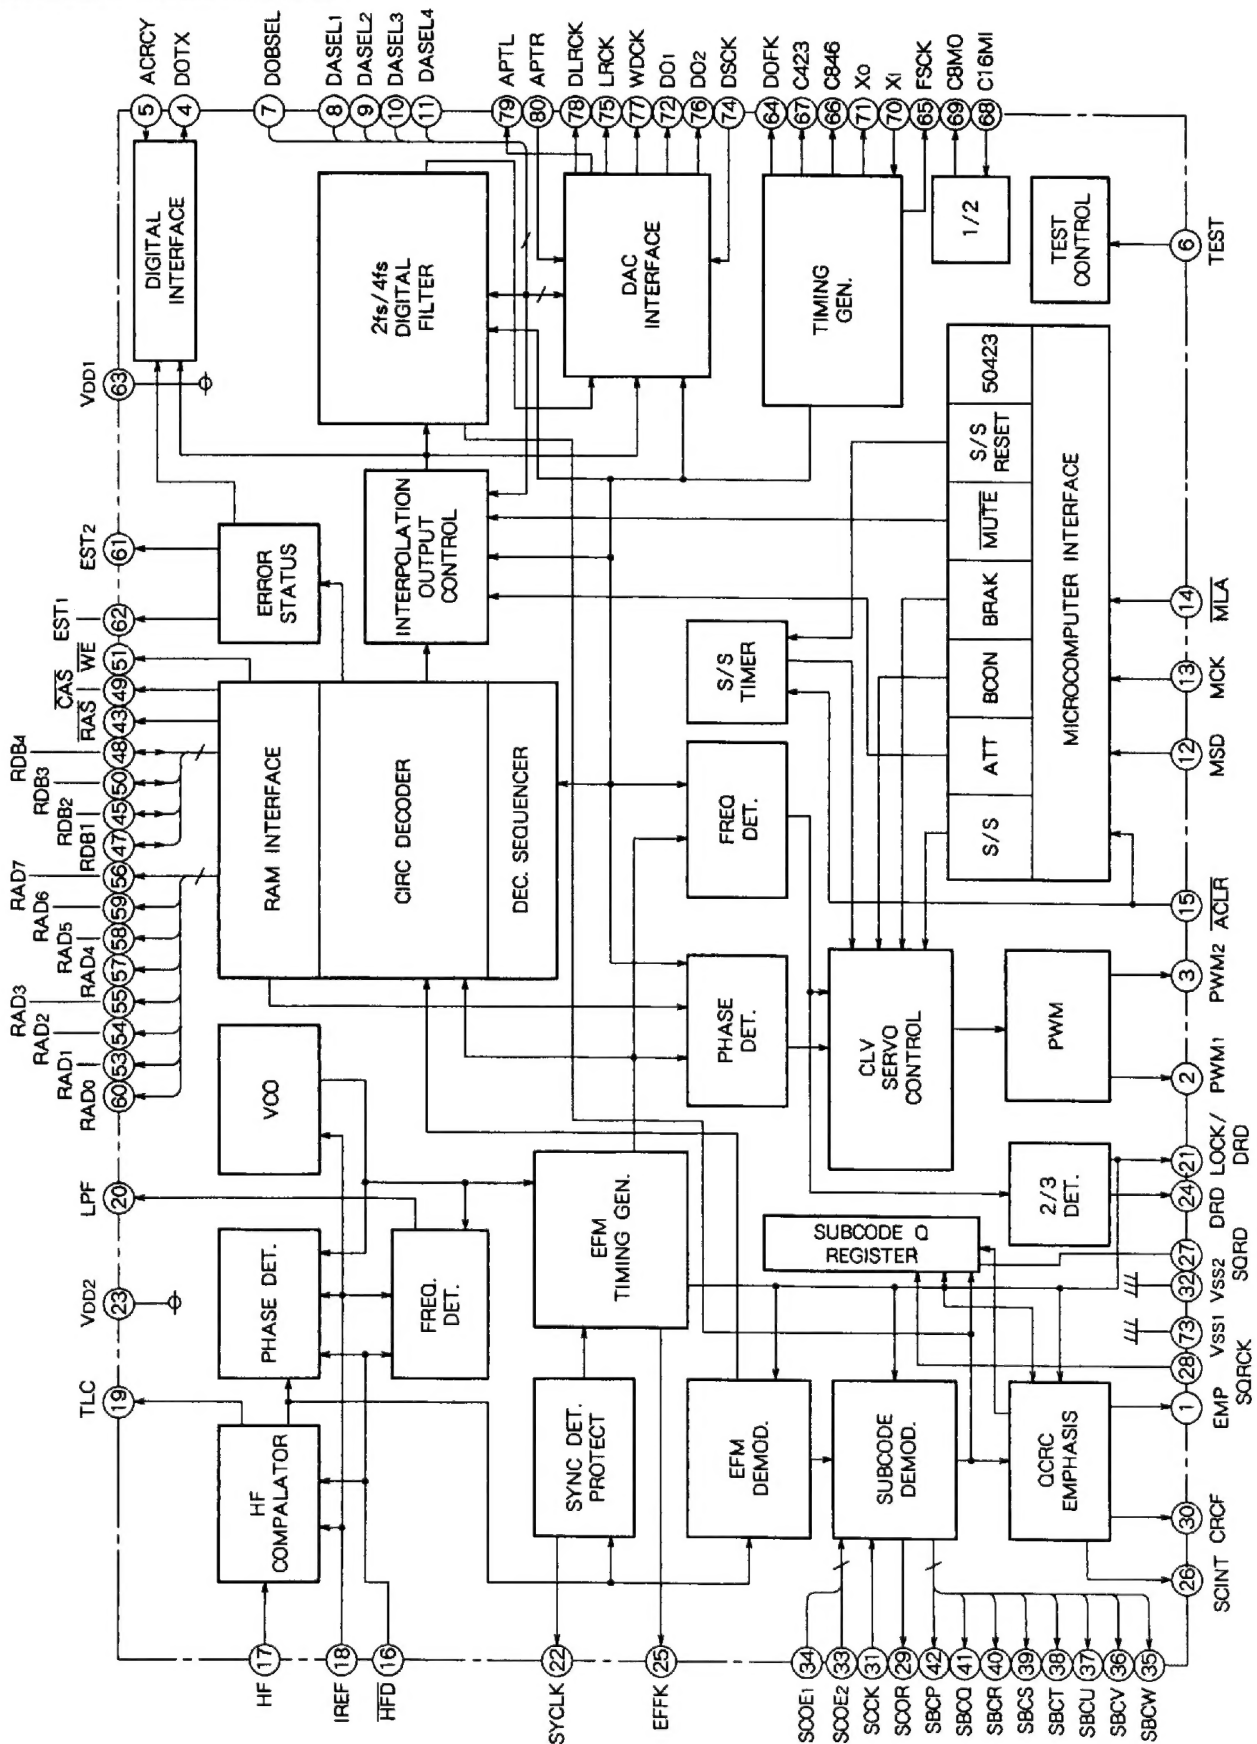 ACRCY
DOTX
DOBSEL
DASEL1
DASEL2
DASEL3
DASEL4
APTL
APTR
DLRCK
LRCK
WDCK
DO1
DO2
DSCK
DOFK
C423
C846
XO
XI
FSCK
C8MO
C16MI
5
4
7
8
9
10
11
79
80
78
75
77
72
76
74
64
67
66
71
70
65
69
68
DIGITAL
INTERFACE
2fs/4fs
DIGITAL
FILTER
DAC
INTERFACE
TIMING
GEN.
1/2
TEST
CONTROL
6
TEST
VDD1
63
EST2
61
EST1
62
WE
51
CAS
49
RAS
43
RDB4
48
RDB3
50
RDB2
45
RDB1
47
RAD7
56
RAD6
59
RAD5
58
RAD4
57
RAD3
55
RAD2
54
RAD1
53
RAD0
60
LPF
20
VDD2
23
TLC
19
ERROR
STATUS
INTERPOLATION
OUTPUT
CONTROL
RAM INTERFACE
CIRC DECODER
DEC. SEQUENCER
S/S
TIMER
FREQ
DET.
PHASE
DET.
50423
S/S
RESET
MUTE
BRAK
BCON
ATT
S/S
MICROCOMPUTER INTERFACE
14
MLA
13
MCK
12
MSD
15
ACLR
CLV
SERVO
CONTROL
PWM
3
PWM2
2
PWM1
VCO
PHASE DET.
FREQ.
DET.
EFM
TIMING GEN.
SUBCODE Q
REGISTER
2/3
DET.
21
LOCK/
DRD
24
DRD
27
SQRD
32
VSS2
73
VSS1
28
SQRCK
1
EMP
30
CRCF
26
SCINT
HF
COMPALATOR
SYNC DET.
PROTECT
EFM
DEMOD.
SUBCODE
DEMOD.
QCRC
EMPHASIS
17
HF
18
IREF
16
HFD
22
SYCLK
25
EFFK
34
SCOE1
33
SCOE2
31
SCCK
29
SCOR
42
SBCP
41
SBCQ
40
SBCR
39
SBCS
38
SBCT
37
SBCU
36
SBCV
35
SBCW